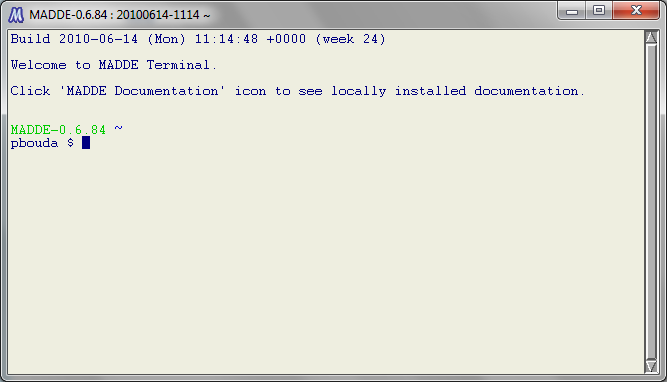 MADDE-0.6.84 : 20100614-1114 ~
Build 2010-06-14 (Mon) 11:14:48 +0000 (week 24)
Welcome to MADDE Terminal.
Click 'MADDE Documentation' icon to see locally installed documentation.
MADDE-0.6.84 ~
pbouda $